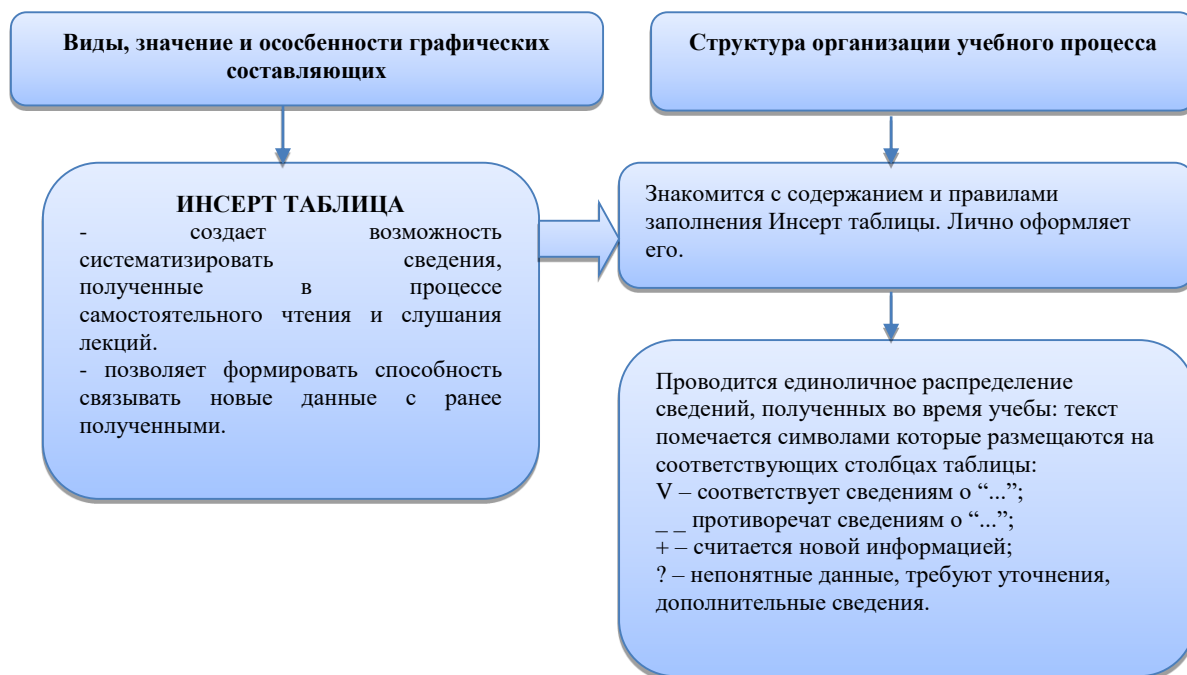 Виды, значение и ососбенности графических
составляющих
Структура организации учебного процесса
ИНСЕРТ ТАБЛИЦА
- создает возможность
систематизировать сведения,
полученные в процессе
самостоятельного чтения и слушания
лекций.
- позволяет формировать способность
связывать новые данные с ранее
полученными.
Знакомится с содержанием и правилами
заполнения Инсерт таблицы. Лично оформляет
его.
Проводится единоличное распределение
сведений, полученных во время учебы: текст
помечается символами которые размещаются на
соответствующих столбцах таблицы:
V – соответствует сведениям о “...”;
_ _ противоречат сведениям о “...”;
+ – считается новой информацией;
? – непонятные данные, требуют уточнения,
дополнительные сведения.